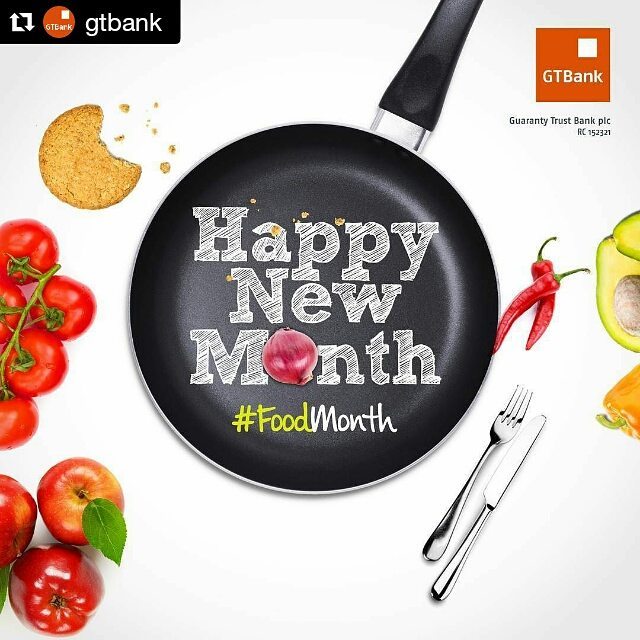 GTBank gtbank
GTBank
Guaranty Trust Bank plc
RC 152321
Happy
New
Month
#FoodMonth